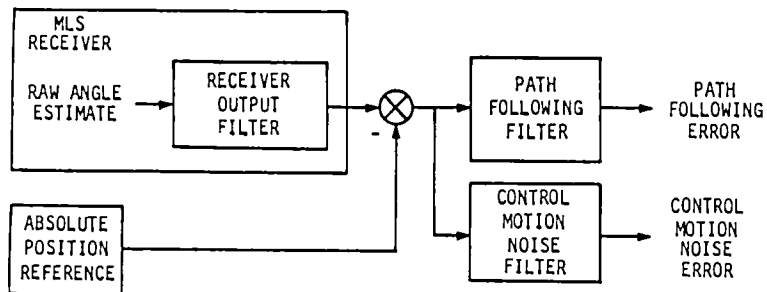 MLS
RECEIVER
RAW ANGLE
ESTIMATE
RECEIVER
OUTPUT
FILTER
-
PATH
FOLLOWING
FILTER
PATH
FOLLOWING
ERROR
ABSOLUTE
POSITION
REFERENCE
CONTROL
MOTION
NOISE
FILTER
CONTROL
MOTION
NOISE
ERROR